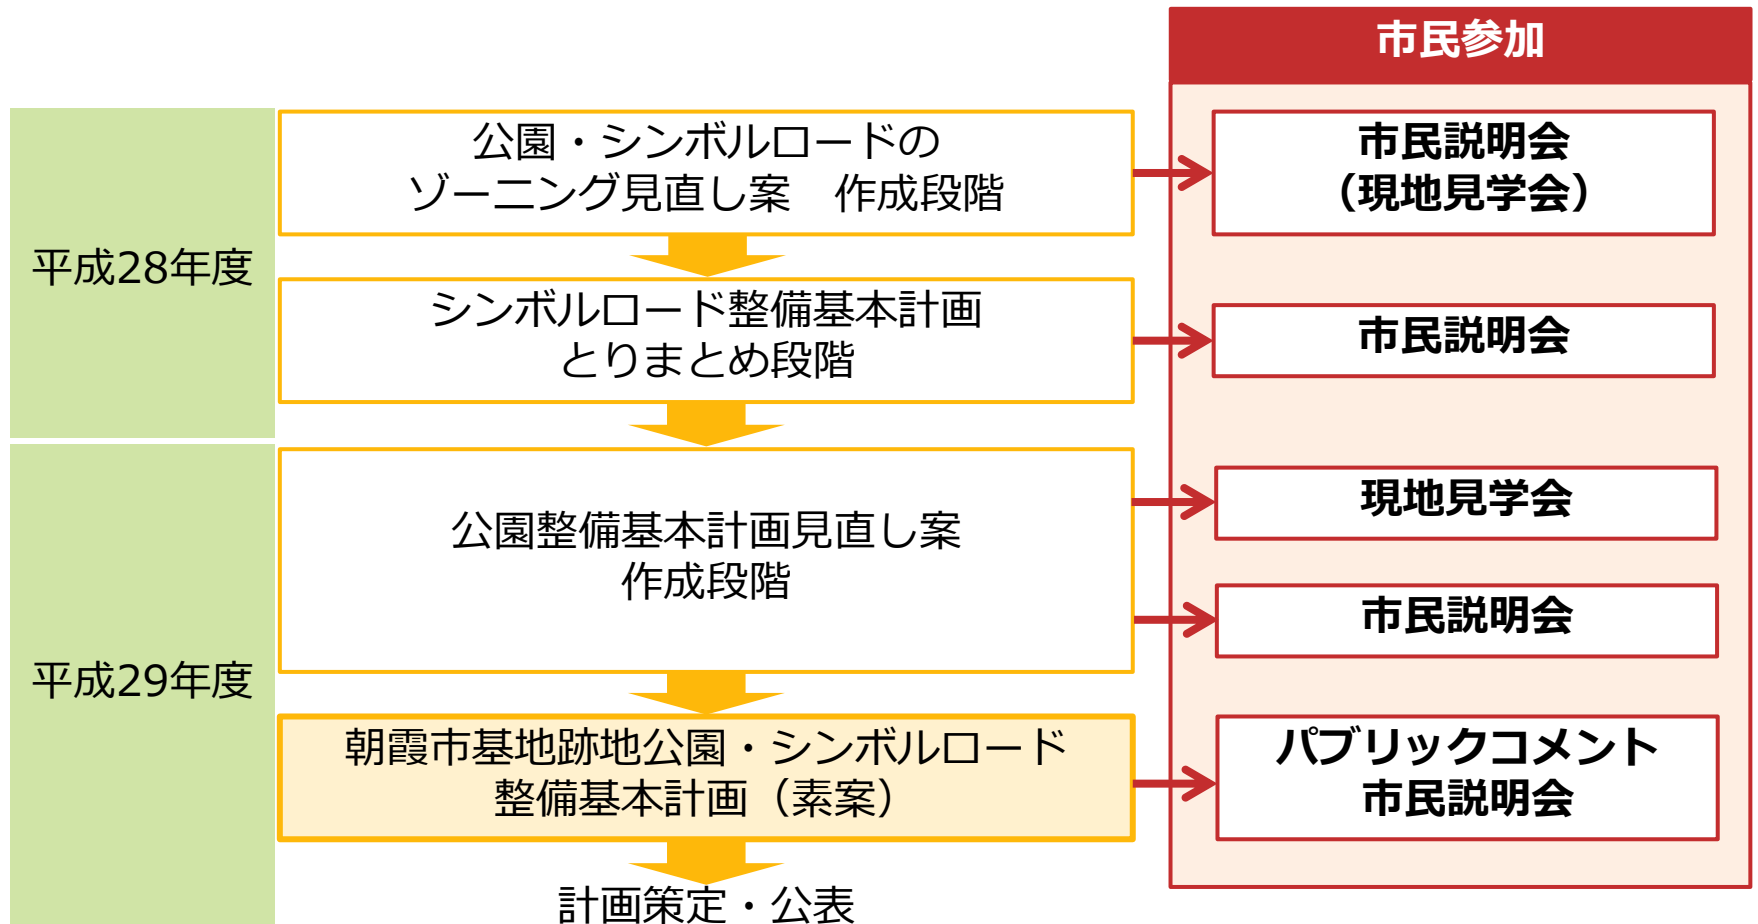 市民参加
平成28年度
公園・シンボルロードの
ゾーニング見直し案　作成段階
市民説明会
（現地見学会）
シンボルロード整備基本計画
とりまとめ段階
市民説明会
平成29年度
公園整備基本計画見直し案
作成段階
現地見学会
市民説明会
朝霞市基地跡地公園・シンボルロード
整備基本計画（素案）
パブリックコメント
市民説明会
計画策定・公表